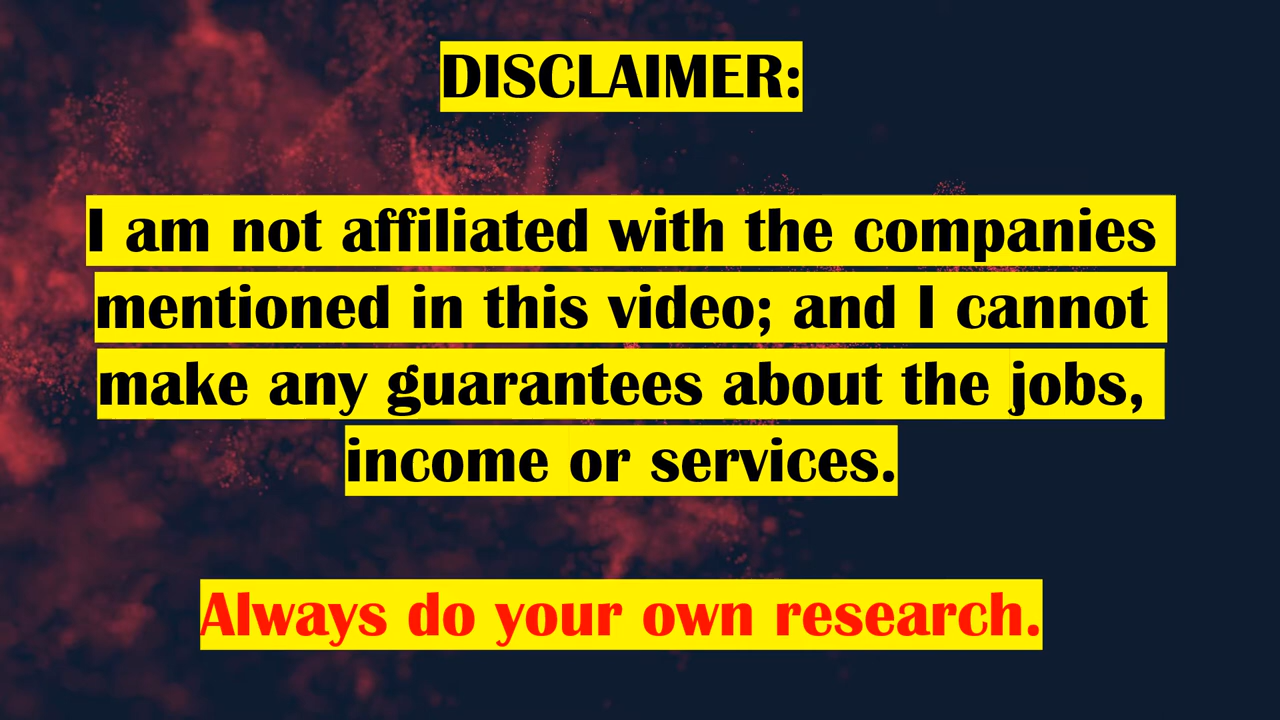 DISCLAIMER:
I am not affiliated with the companies
mentioned in this video; and I cannot
make any guarantees about the jobs,
income or services.
Always do your own research.